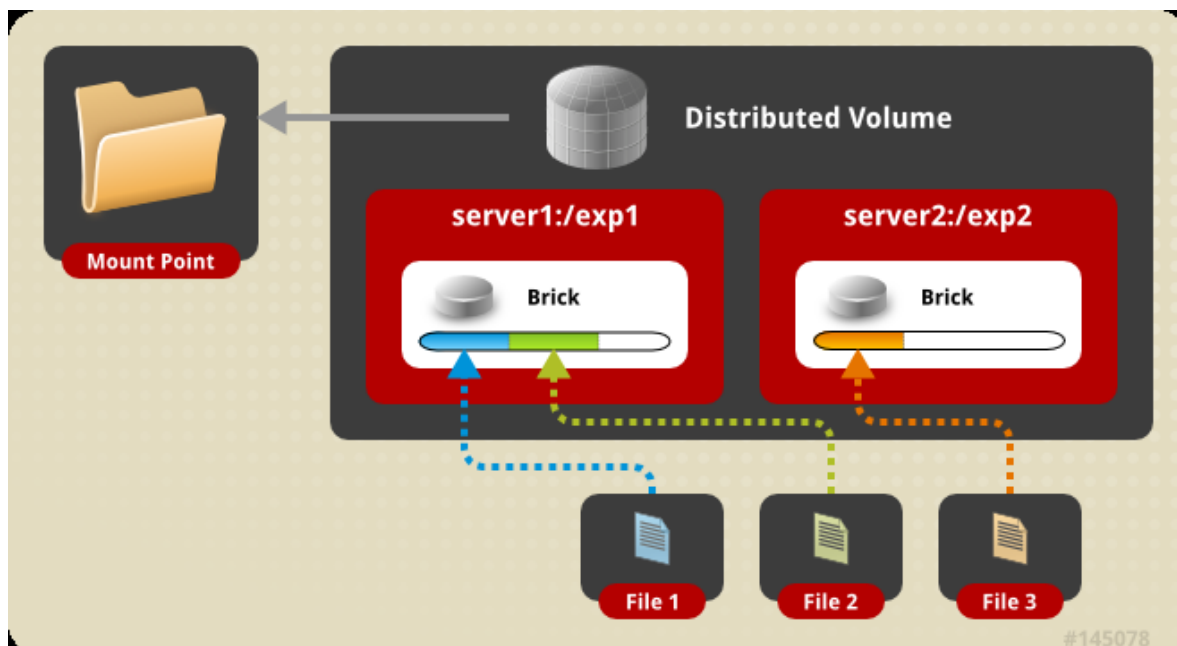 Distributed Volume
Mount Point
server1:/exp1
server2:/exp2
Brick
Brick
File 1
File 2
File 3
#145078